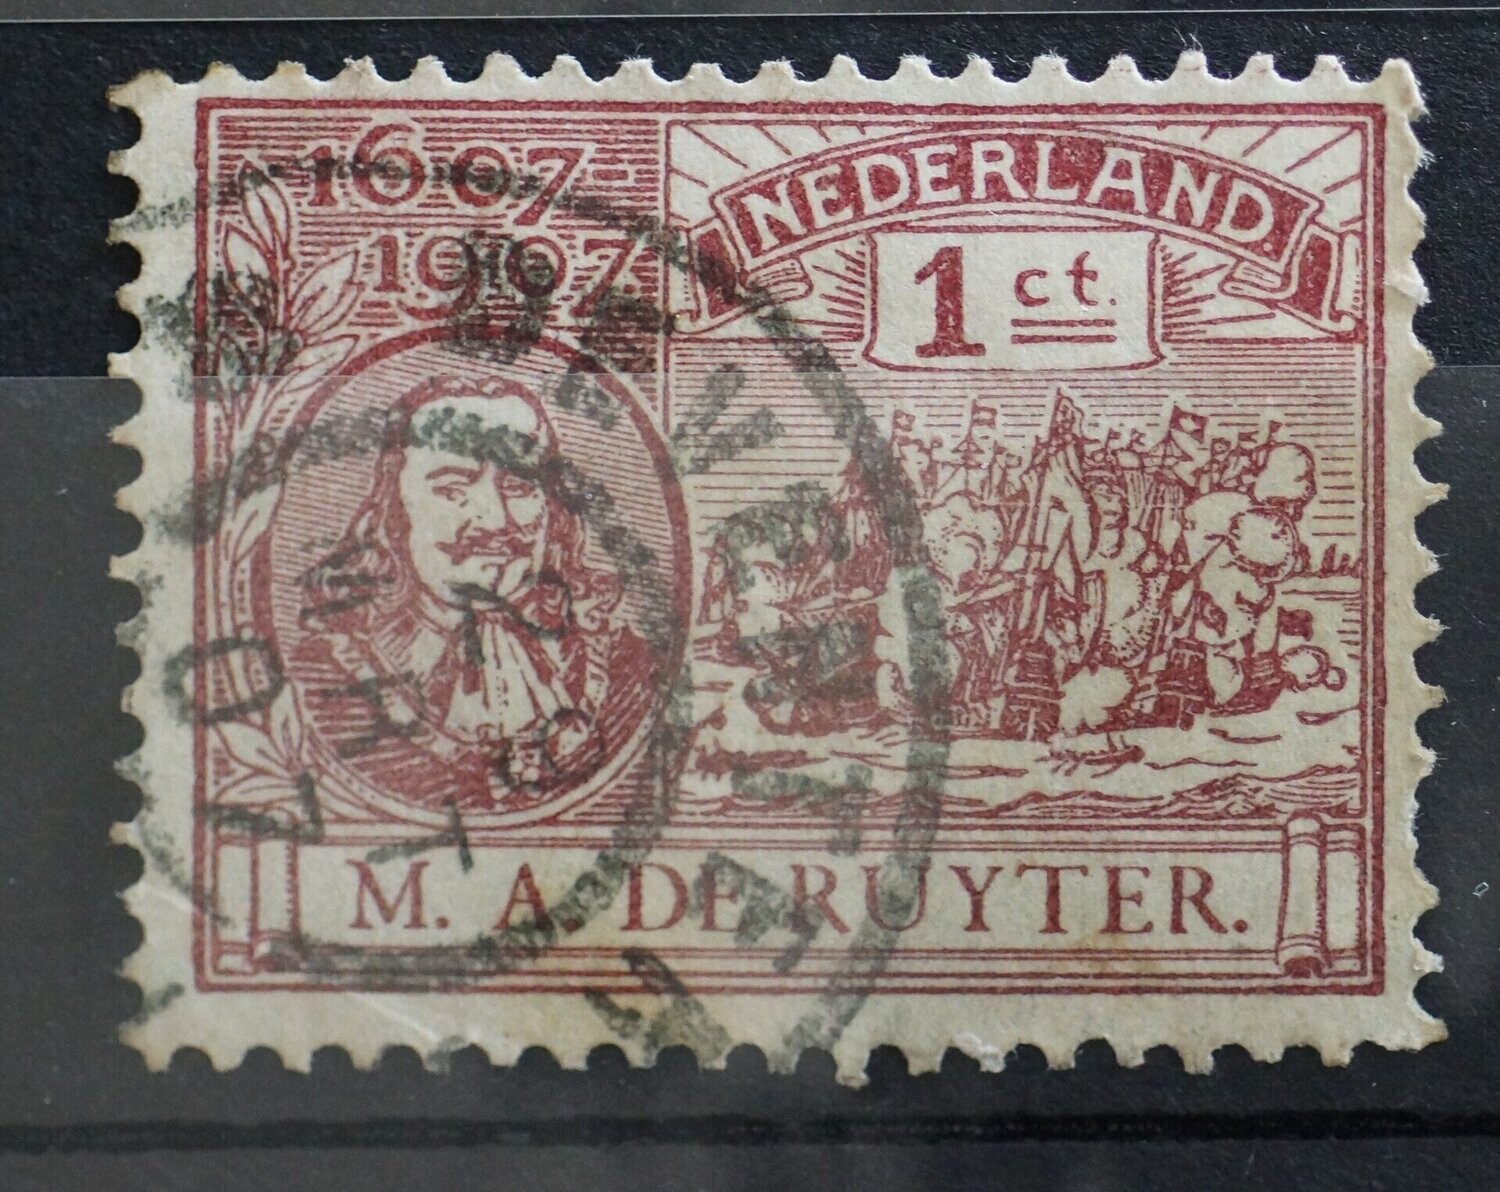 1607
1907
NEDERLAND.
1 ct.
M. A. DE RUYTER.